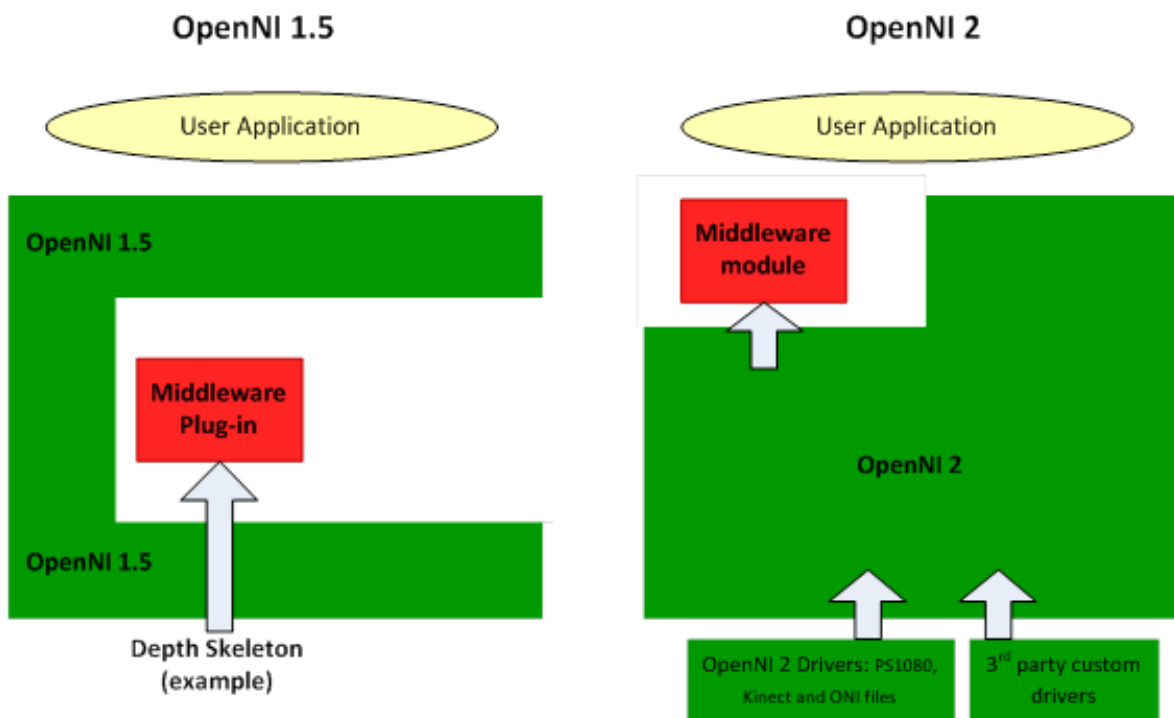 OpenNI 1.5
User Application
OpenNI 1.5
Middleware
Plug-in
OpenNI 1.5
Depth Skeleton
(example)
OpenNI 2
User Application
Middleware
module
OpenNI 2
OpenNI 2 Drivers: PS1080,
Kinect and ONI files
3rd party custom
drivers